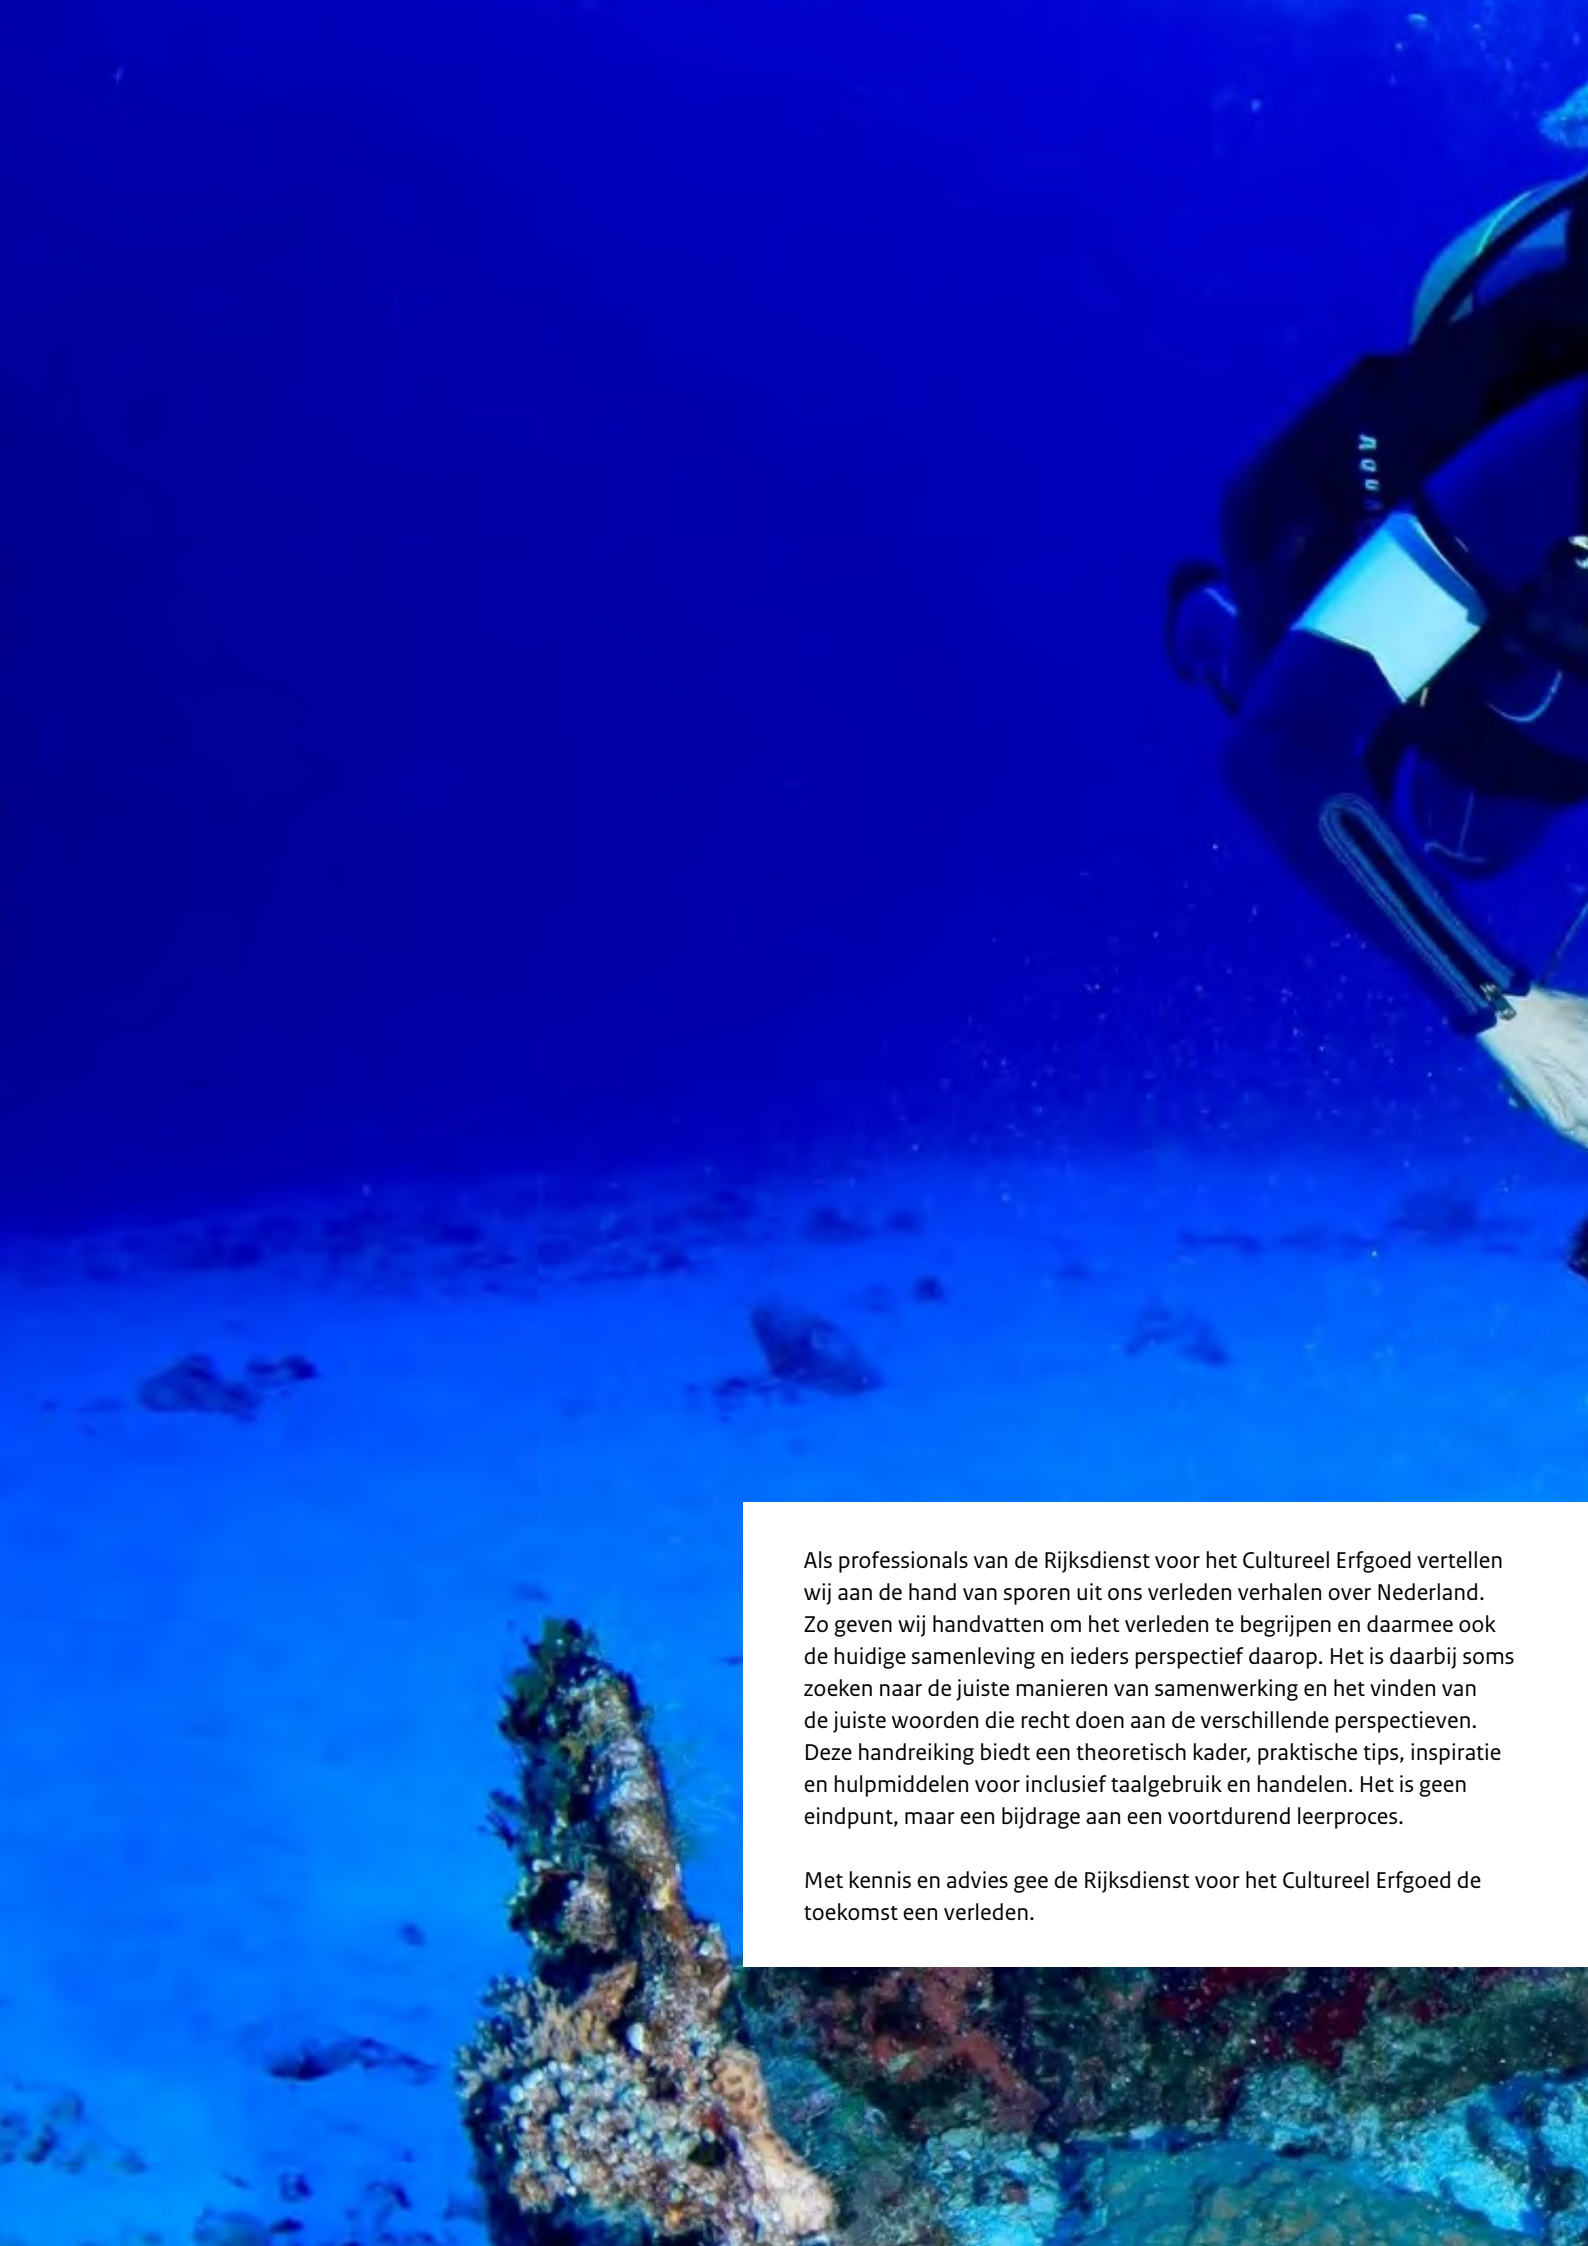 Als professionals van de Rijksdienst voor het Cultureel Erfgoed vertellen
wij aan de hand van sporen uit ons verleden verhalen over Nederland.
Zo geven wij handvatten om het verleden te begrijpen en daarmee ook
de huidige samenleving en ieders perspectief daarop. Het is daarbij soms
zoeken naar de juiste manieren van samenwerking en het vinden van
de juiste woorden die recht doen aan de verschillende perspectieven.
Deze handreiking biedt een theoretisch kader, praktische tips, inspiratie
en hulpmiddelen voor inclusief taalgebruik en handelen. Het is geen
eindpunt, maar een bijdrage aan een voortdurend leerproces.
Met kennis en advies gee de Rijksdienst voor het Cultureel Erfgoed de
toekomst een verleden.